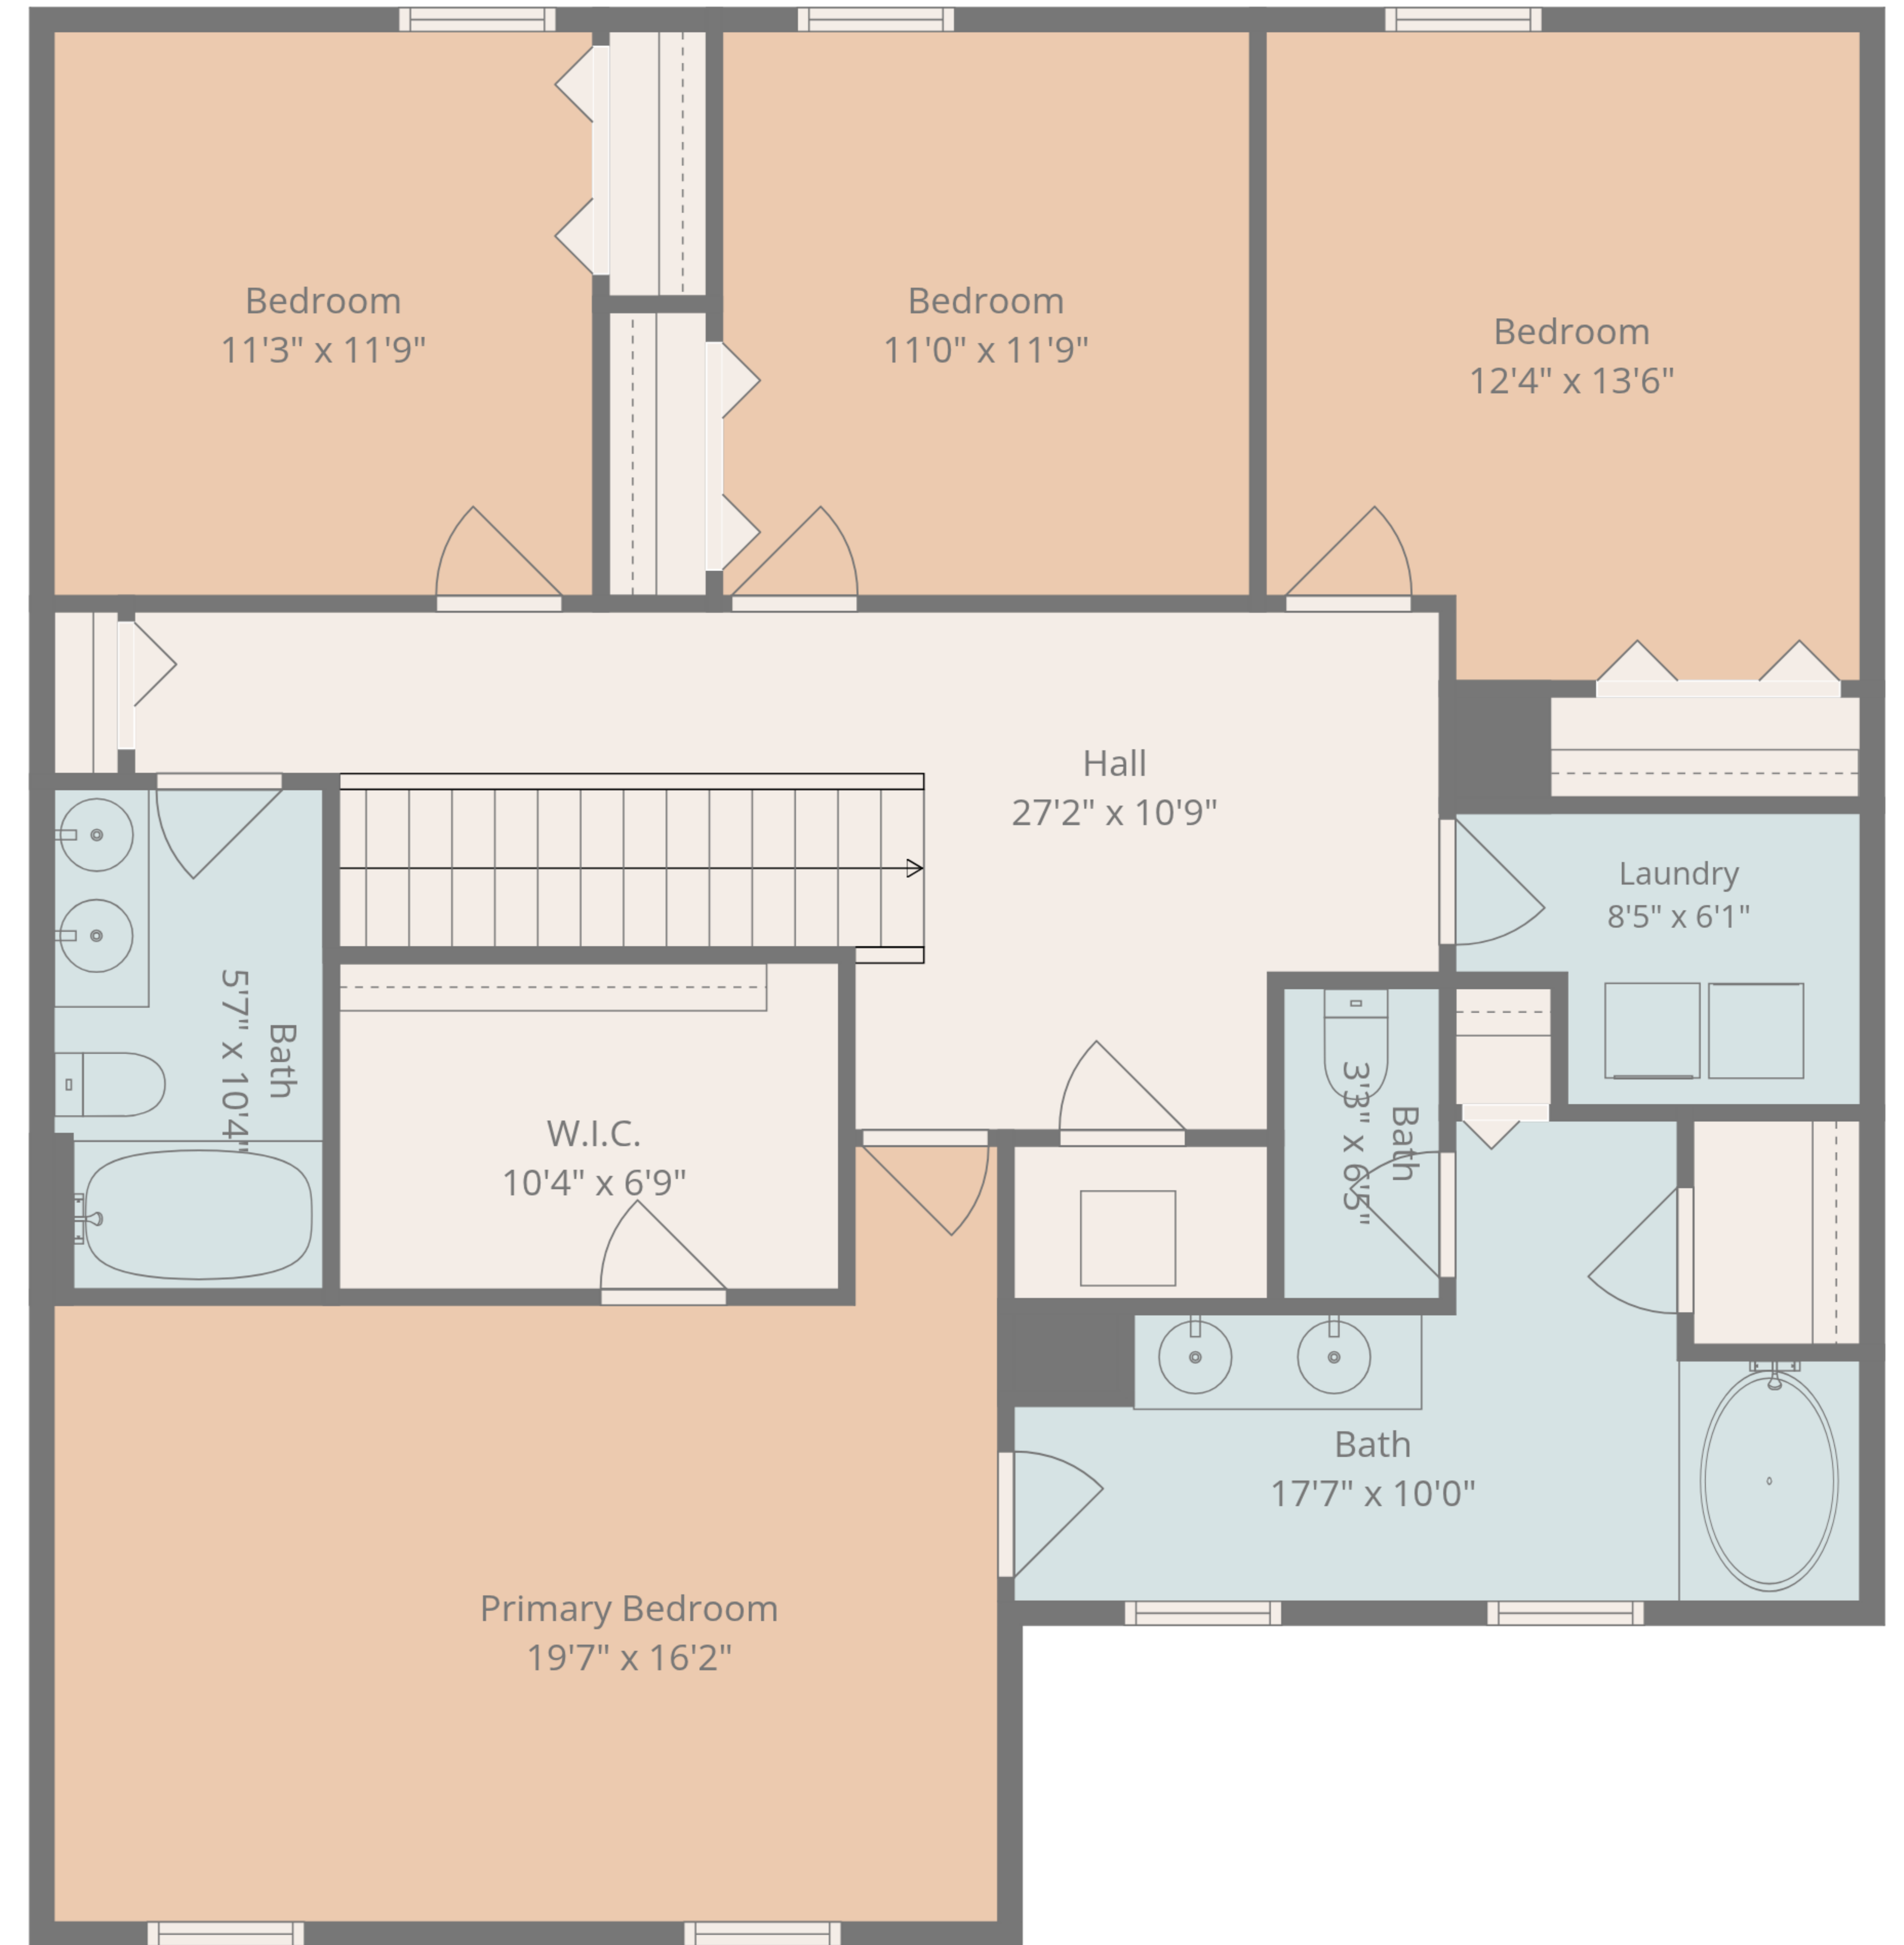 Bedroom
11'3" x 11'9"
Bedroom
11'0" x 11'9"
Bedroom
12'4" x 13'6"
Hall
27'2" x 10'9"
Laundry
8'5" x 6'1"
Bath
5'7" x 10'4"
W.I.C.
10'4" x 6'9"
Bath
3'3" x 6'5"
Bath
17'7" x 10'0"
Primary Bedroom
19'7" x 16'2"